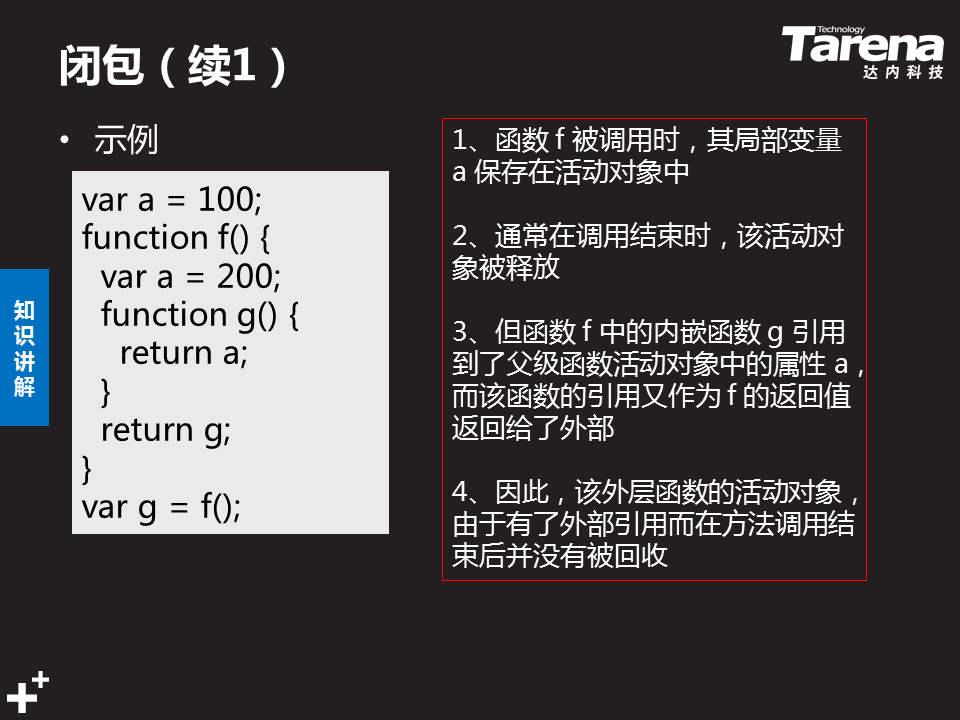 闭包（续1）
Technology
Tarena
达内科技
• 示例
var a = 100;
function f() {
var a = 200;
function g() {
return a;
}
return g;
}
var g = f();
知
识
讲
解
1、函数 f 被调用时，其局部变量
a 保存在活动对象中
2、通常在调用结束时，该活动对
象被释放
3、但函数 f 中的内嵌函数 g 引用
到了父级函数活动对象中的属性 a，
而该函数的引用又作为 f 的返回值
返回给了外部
4、因此，该外层函数的活动对象，
由于有了外部引用而在方法调用结
束后并没有被回收